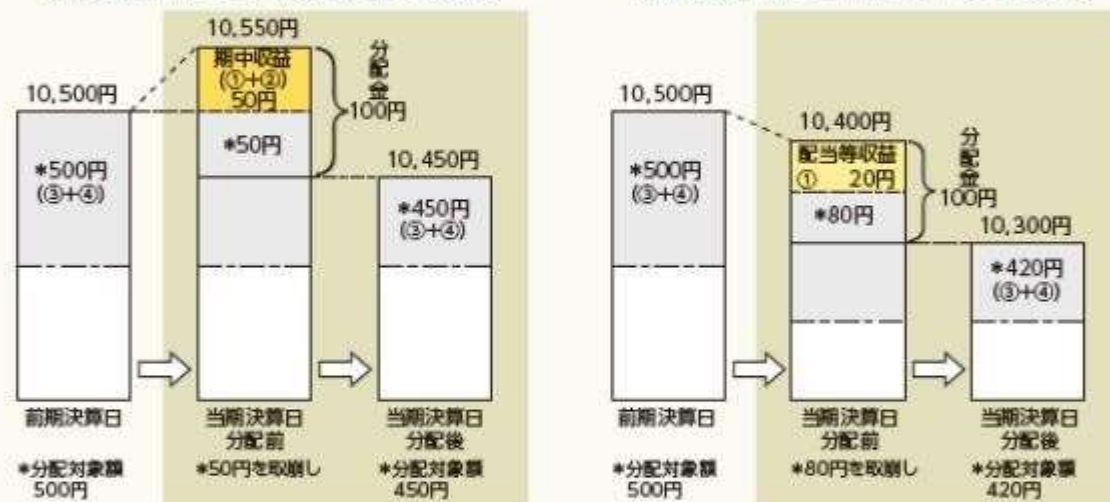 10,550円
期中収益
(①+②)
50円
分配金
100円
10,500円
*500円
(③+④)
*50円
10,450円
*450円
(③+④)
前期決算日
当期決算日
分配前
当期決算日
分配後
*分配対象額
500円
*50円を取崩し
*分配対象額
450円
10,500円
*500円
(③+④)
10,400円
配当等収益
① 20円
分配金
100円
*80円
10,300円
*420円
(③+④)
前期決算日
当期決算日
分配前
当期決算日
分配後
*分配対象額
500円
*80円を取崩し
*分配対象額
420円